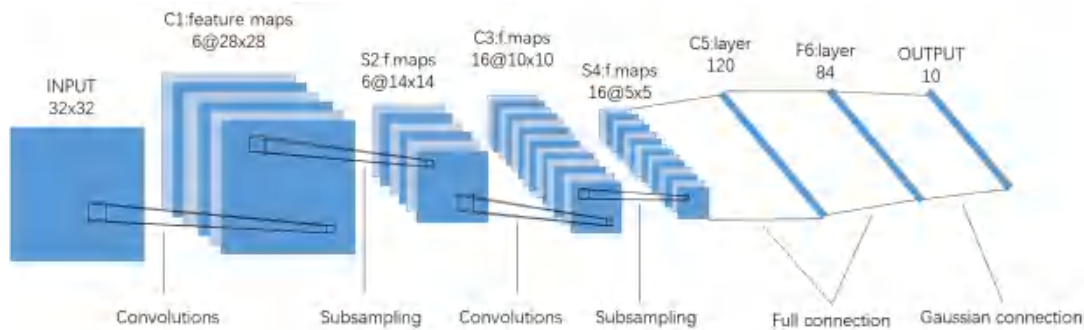 INPUT
32x32
C1:feature maps
6@28x28
S2:f.maps
6@14x14
C3:f.maps
16@10x10
S4:f.maps
16@5x5
C5:layer
120
F6:layer
84
OUTPUT
10
Convolutions
Subsampling
Convolutions
Subsampling
Full connection
Gaussian connection